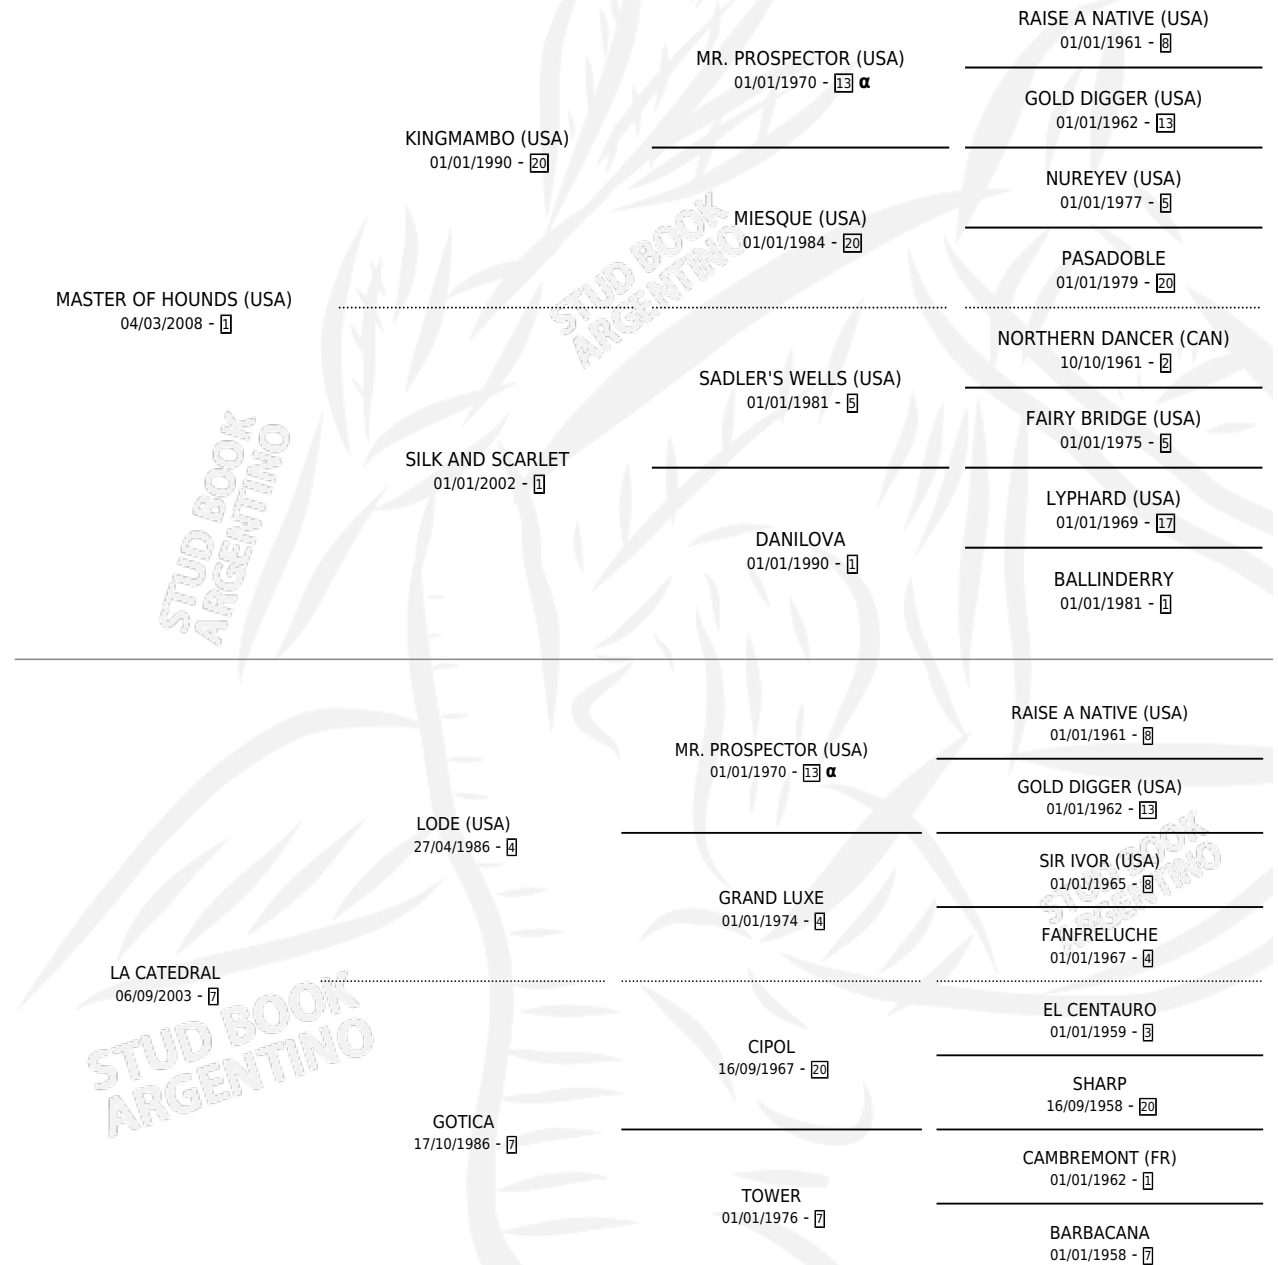 RAISE A NATIVE (USA)
01/01/1961 - 8
MR. PROSPECTOR (USA)
01/01/1970 - 13 α
GOLD DIGGER (USA)
01/01/1962 - 13
KINGMAMBO (USA)
01/01/1990 - 20
NUREYEV (USA)
01/01/1977 - 5
MIESQUE (USA)
01/01/1984 - 20
PASADOBLE
01/01/1979 - 20
MASTER OF HOUNDS (USA)
04/03/2008 - 1
STUD BOOK
ARGENTINO
NORTHERN DANCER (CAN)
10/10/1961 - 2
SADLER'S WELLS (USA)
01/01/1981 - 5
FAIRY BRIDGE (USA)
01/01/1975 - 5
SILK AND SCARLET
01/01/2002 - 1
LYPHARD (USA)
01/01/1969 - 17
DANILOVA
01/01/1990 - 1
BALLINDERRY
01/01/1981 - 1
STUD BOOK
ARGENTINO
RAISE A NATIVE (USA)
01/01/1961 - 8
MR. PROSPECTOR (USA)
01/01/1970 - 13 α
GOLD DIGGER (USA)
01/01/1962 - 13
LODE (USA)
27/04/1986 - 4
SIR IVOR (USA)
01/01/1965 - 8
GRAND LUXE
01/01/1974 - 4
FANFRELUCHE
01/01/1967 - 4
STUD BOOK
ARGENTINO
LA CATEDRAL
06/09/2003 - 7
STUD BOOK
ARGENTINO
EL CENTAURO
01/01/1959 - 3
CIPOL
16/09/1967 - 20
SHARP
16/09/1958 - 20
GOTICA
17/10/1986 - 7
CAMBREMONT (FR)
01/01/1962 - 1
TOWER
01/01/1976 - 7
BARBACANA
01/01/1958 - 7